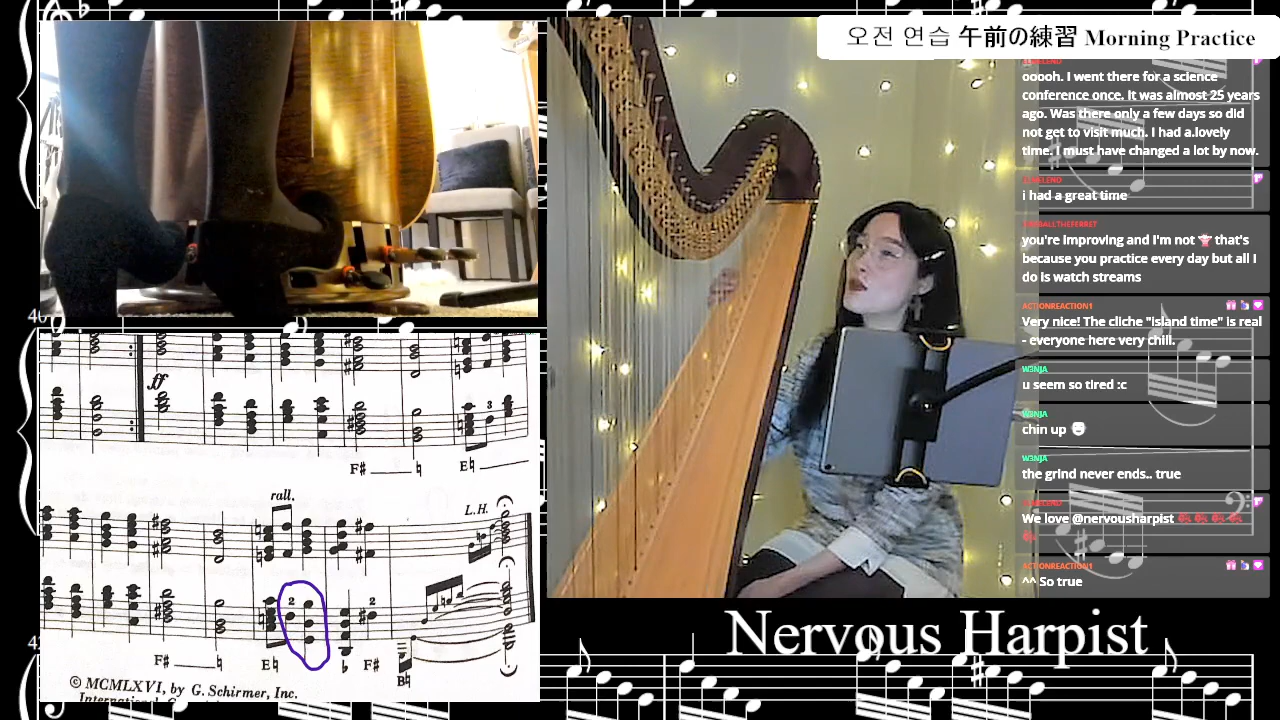 오전 연습 午前の練習 Morning Practice
ooooh. I went there for a science
conference once. It was almost 25 years
ago. Was there only a few days so did
not get to visit much. I had a.lovely
time. I must have changed a lot by now.
i had a great time
you're improving and I'm not that's
because you practice every day but all I
do is watch streams
ACTIONREACTION1
Very nice! The cliche "island time" is real
- everyone here very chill.
W3NJA
u seem so tired :c
W3NJA
chin up
W3NJA
the grind never ends.. true
We love @nervousharpist
ACTIONREACTION1
^^ So true
Nervous Harpist
40
ff
3
F# ♮ E♮
rall.
L.H.
2 2
F# ♮ E♮ ♭ F#
B♮
© MCMLXVI, by G. Schirmer, Inc.